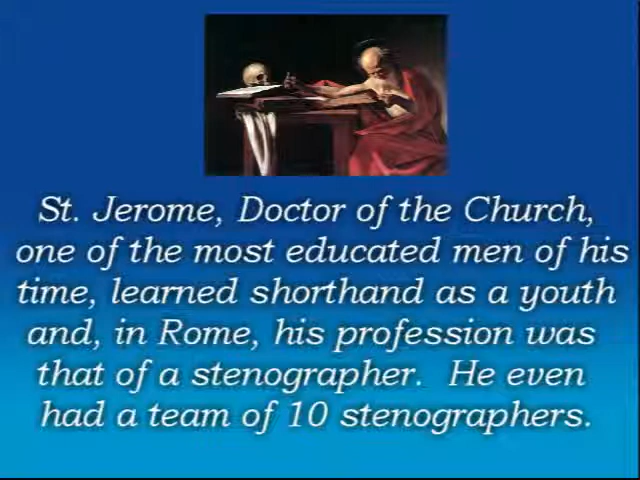 St. Jerome, Doctor of the Church,
one of the most educated men of his
time, learned shorthand as a youth
and, in Rome, his profession was
that of a stenographer. He even
had a team of 10 stenographers.